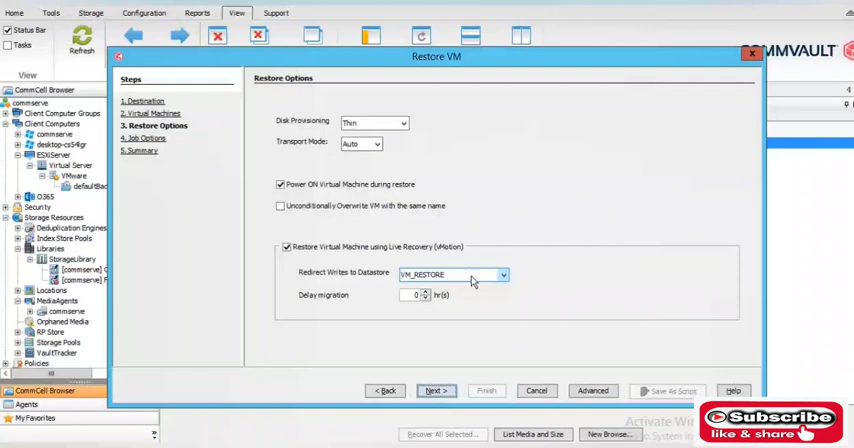 Home Tools Storage Configuration Reports View Support
Status Bar
Tasks
Refresh
View
COMMVAULT
Restore VM
x
CommCell Browser
commserve
Client Computer Groups
Client Computers
commserve
desktop-cs54lgr
ESXiServer
Virtual Server
VMware
defaultBac
O365
Security
Storage Resources
Deduplication Engines
Index Store Pools
Libraries
StorageLibrary
[commserve] C
[commserve] F
Locations
MediaAgents
commserve
Orphaned Media
RP Store
Storage Pools
VaultTracker
Policies
CommCell Browser
Agents
My Favorites
Steps
1. Destination
2. Virtual Machines
3. Restore Options
4. Job Options
5. Summary
Restore Options
Disk Provisioning Thin
Transport Mode: Auto
Power ON Virtual Machine during restore
Unconditionally Overwrite VM with the same name
Restore Virtual Machine using Live Recovery (vMotion)
Redirect Writes to Datastore VM_RESTORE
Delay migration 0 hr(s)
< Back Next > Finish Cancel Advanced Save As Script Help
Activate Win
Go to System
Recover All Selected... List Media and Size New Browse...
Subscribe
like & share